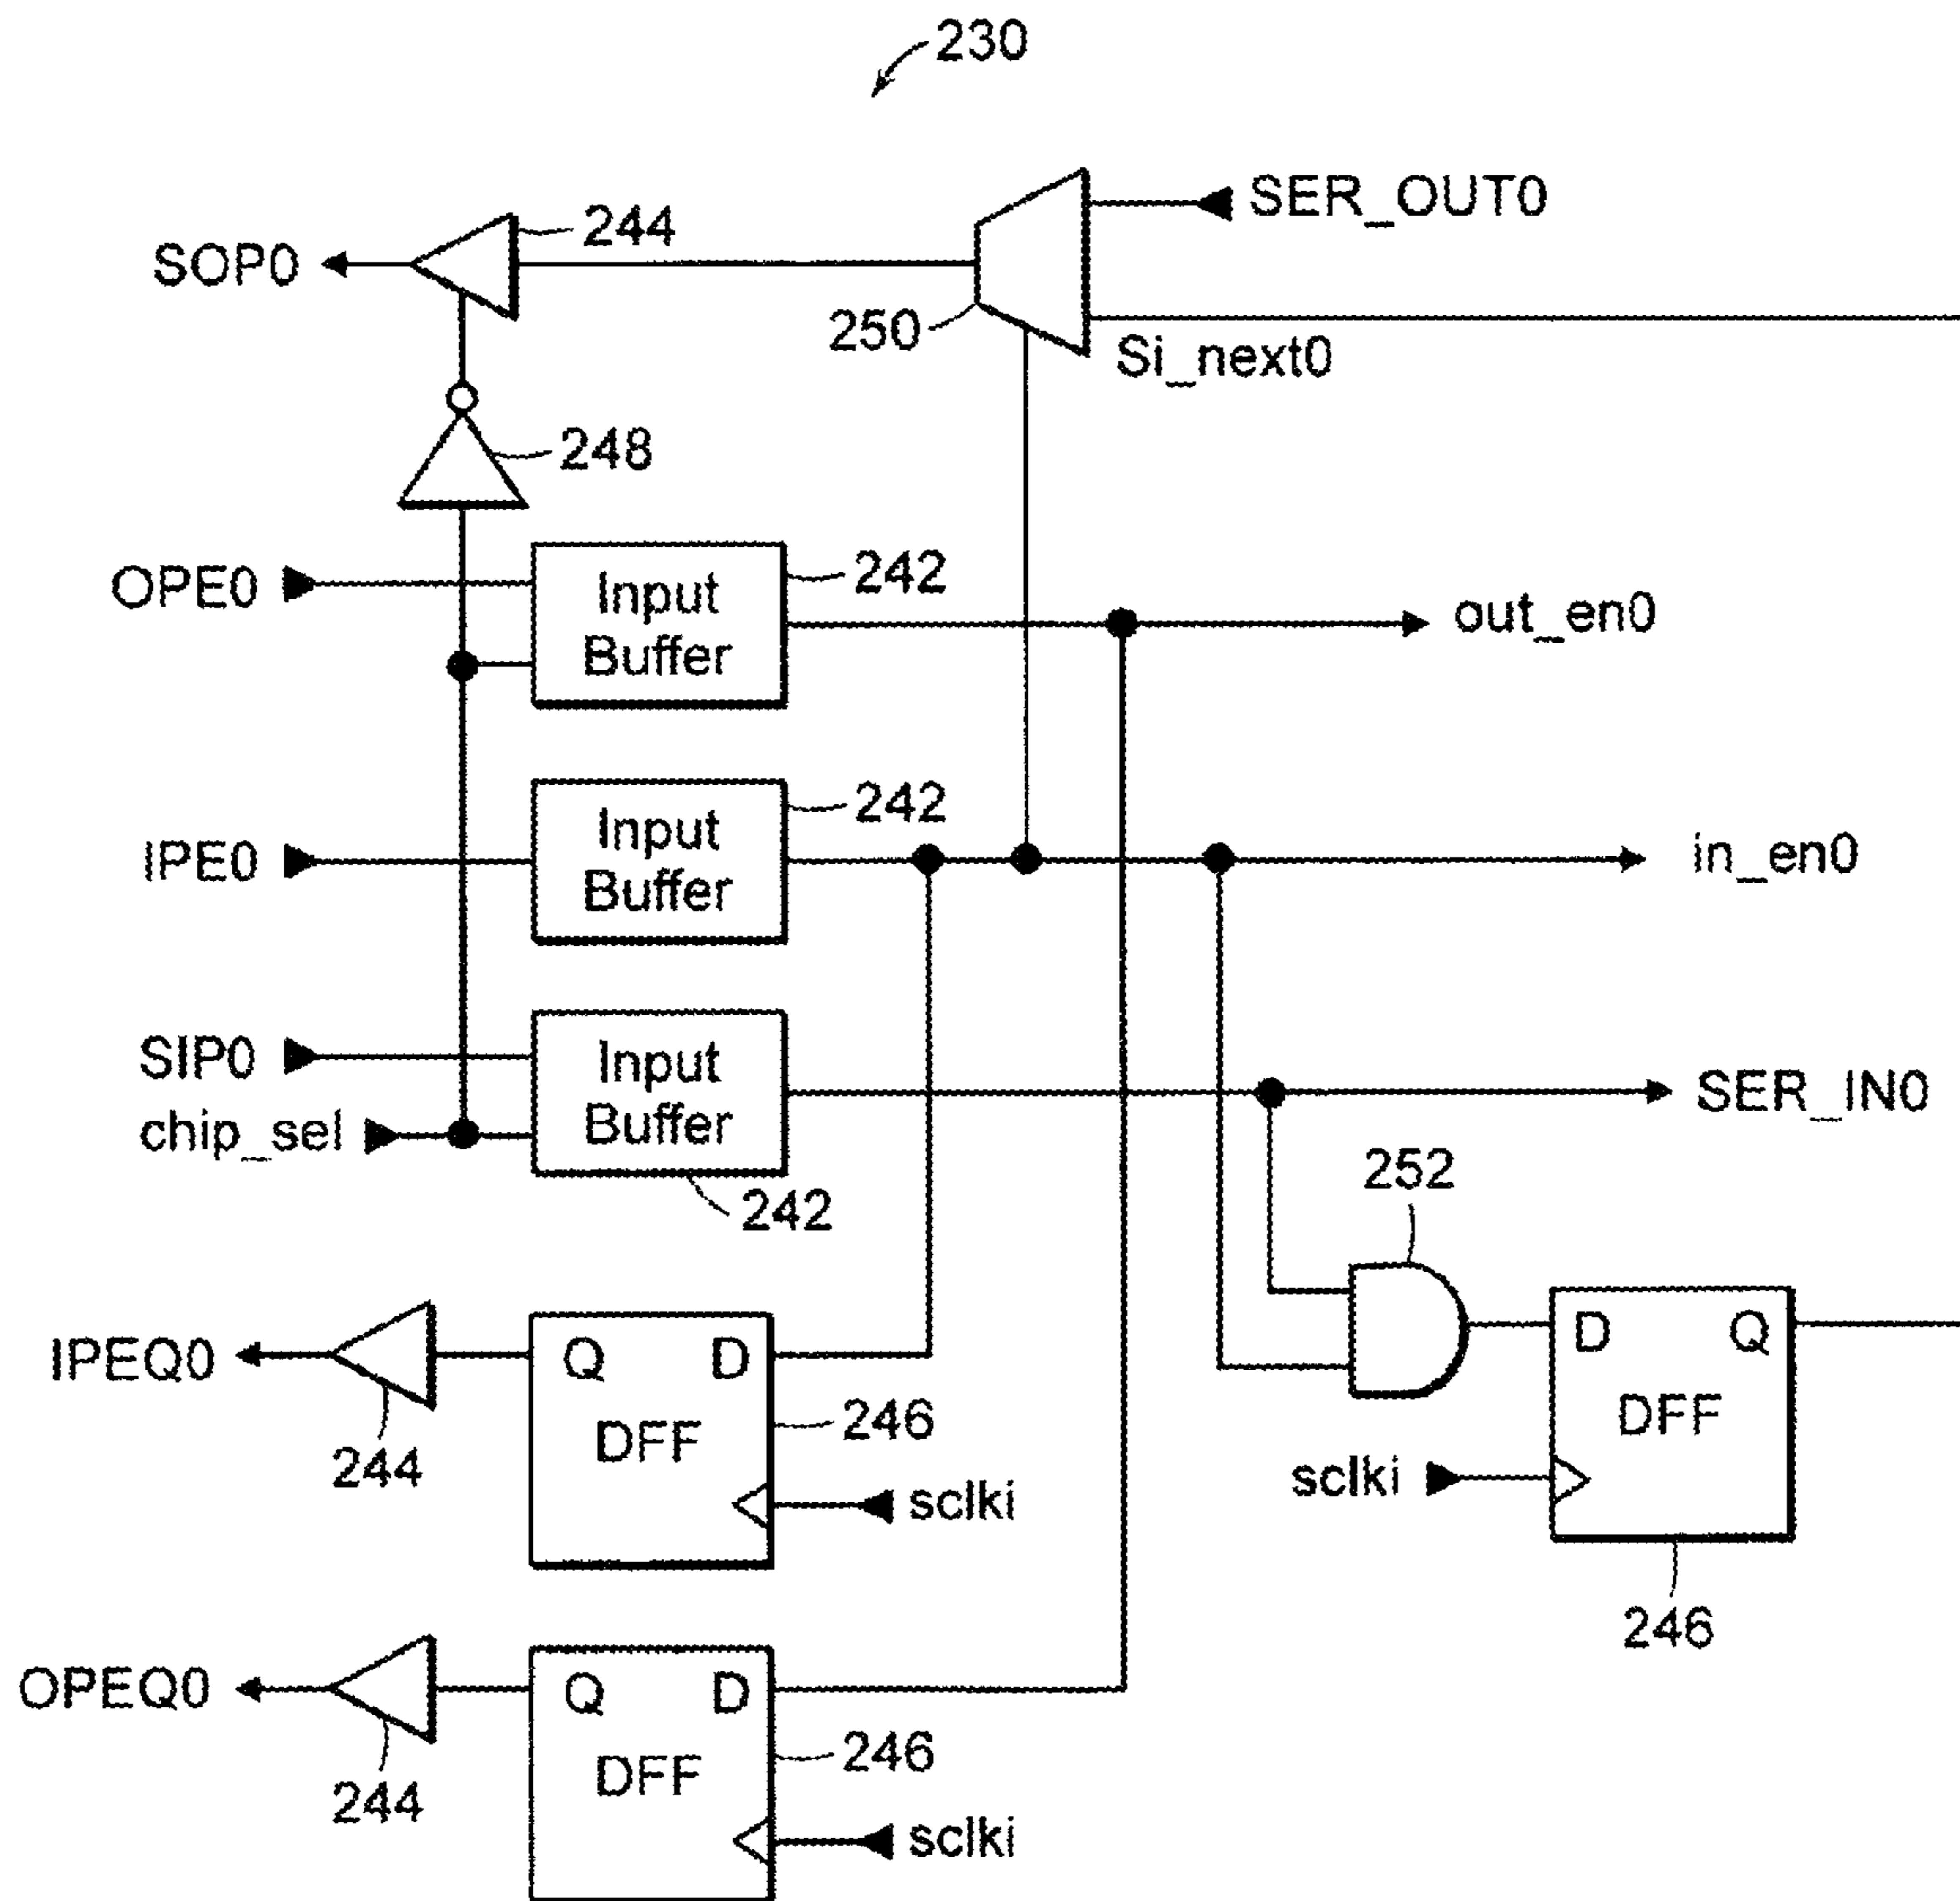 230
SER_OUT0
244
SOP0
250
Si_next0
248
OPE0
Input
Buffer
242
out_en0
IPE0
Input
Buffer
242
in_en0
SIP0
Input
Buffer
SER_IN0
chip_sel
242
252
IPEQ0
Q D
DFF
246
244
sclki
D Q
DFF
sclki
246
OPEQ0
Q D
DFF
246
244
sclki